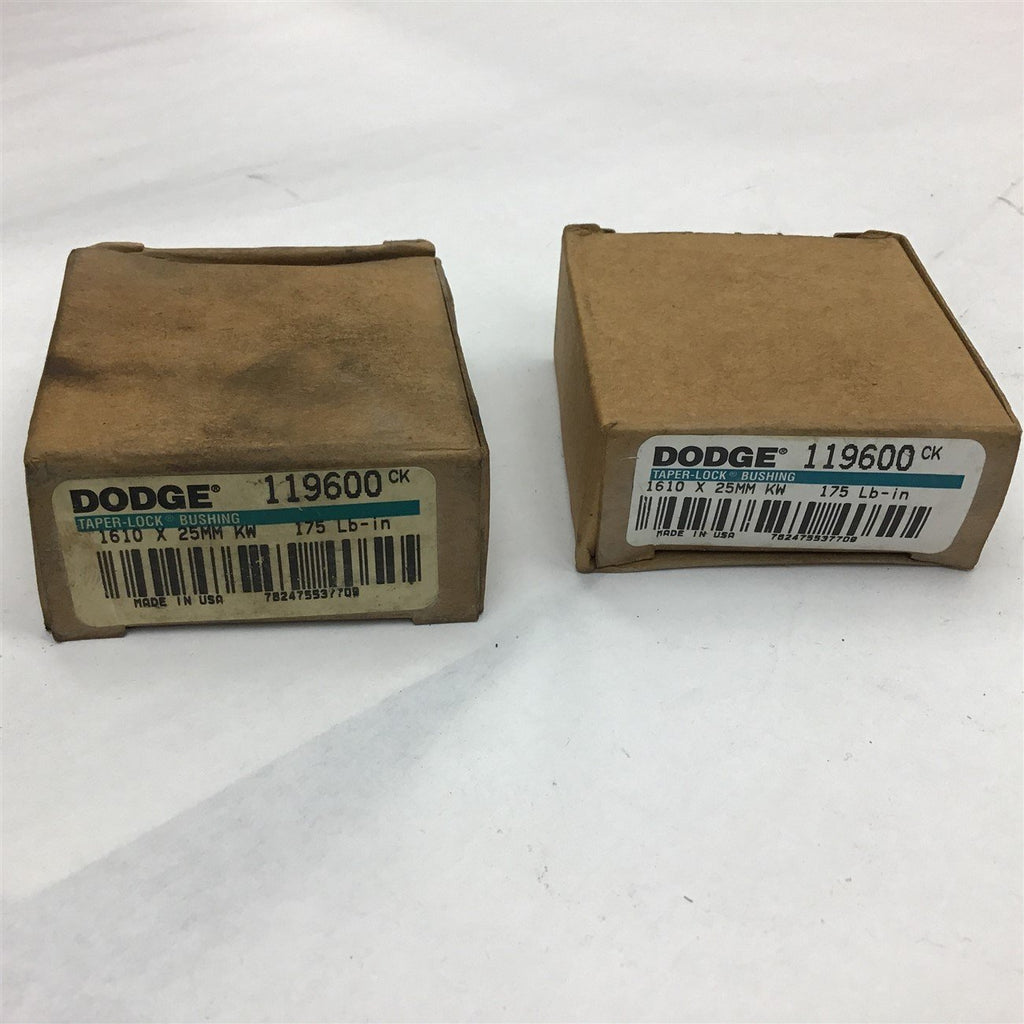 DODGE® 119600 CK
TAPER-LOCK® BUSHING
1610 X 25MM KW 175 Lb-in
MADE IN USA 782475537709
DODGE® 119600 CK
TAPER-LOCK® BUSHING
1610 X 25MM KW 175 Lb-in
MADE IN USA 782475537709